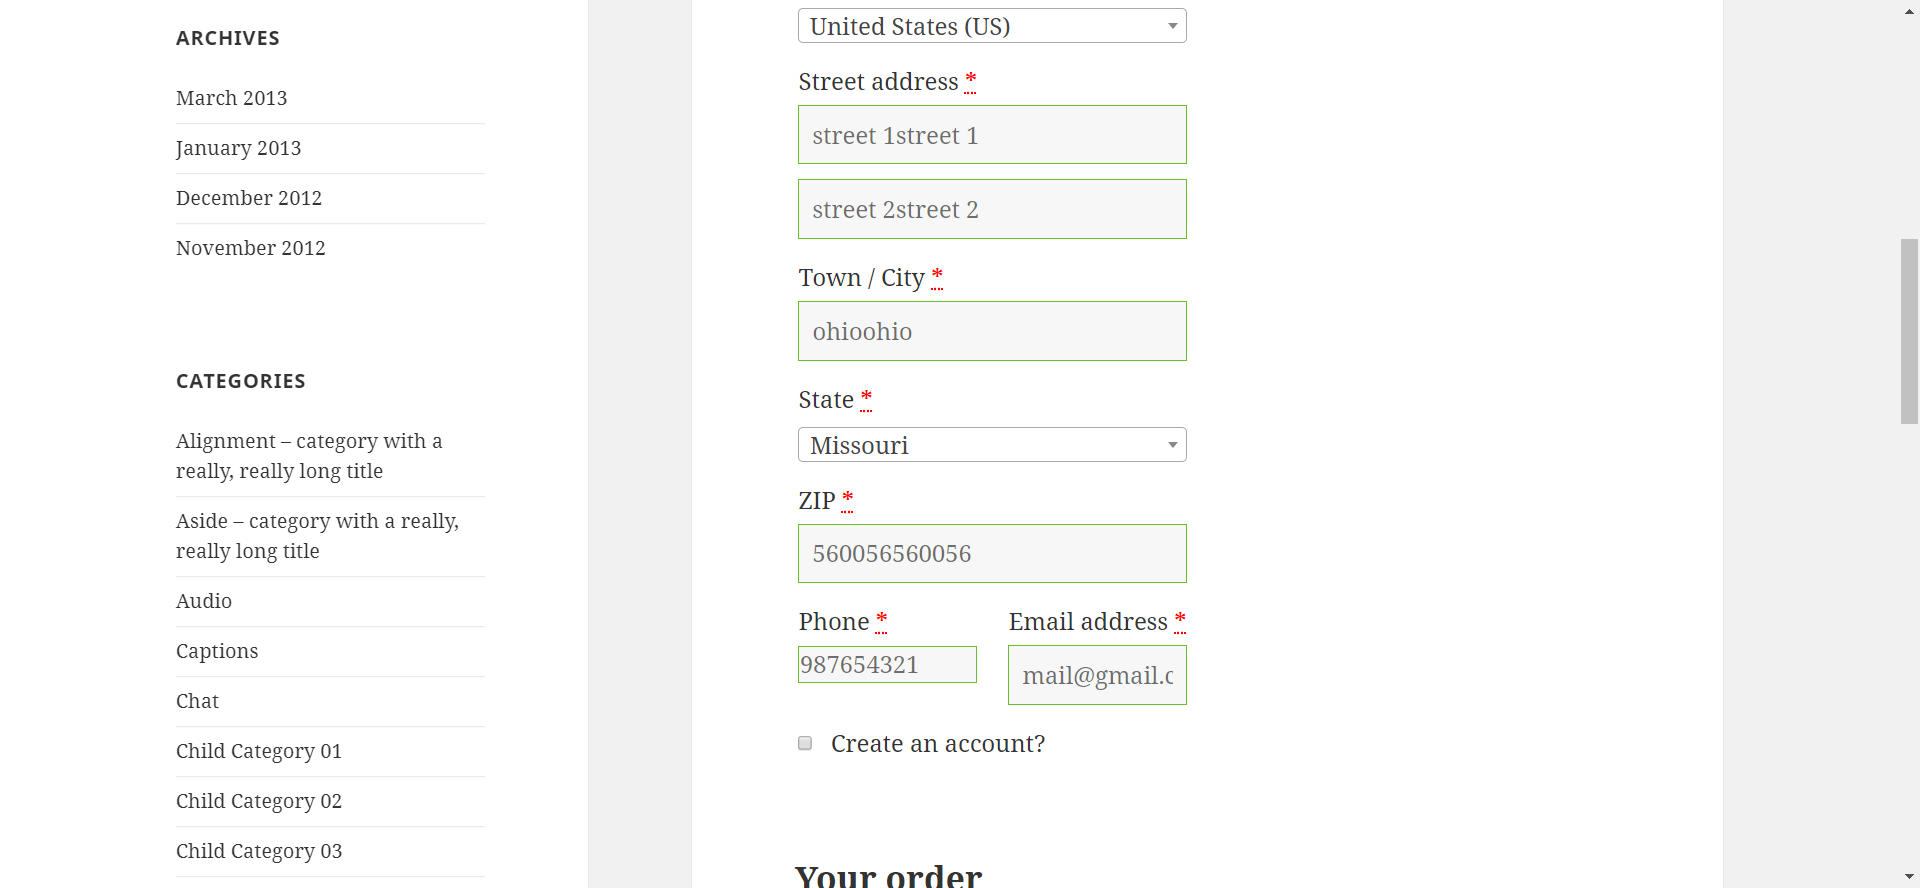 ARCHIVES
March 2013
January 2013
December 2012
November 2012
CATEGORIES
Alignment – category with a
really, really long title
Aside – category with a really,
really long title
Audio
Captions
Chat
Child Category 01
Child Category 02
Child Category 03
United States (US)
Street address *
street 1street 1
street 2street 2
Town / City *
ohioohio
State *
Missouri
ZIP *
560056560056
Phone *
987654321
Email address *
mail@gmail.c
Create an account?
Your order